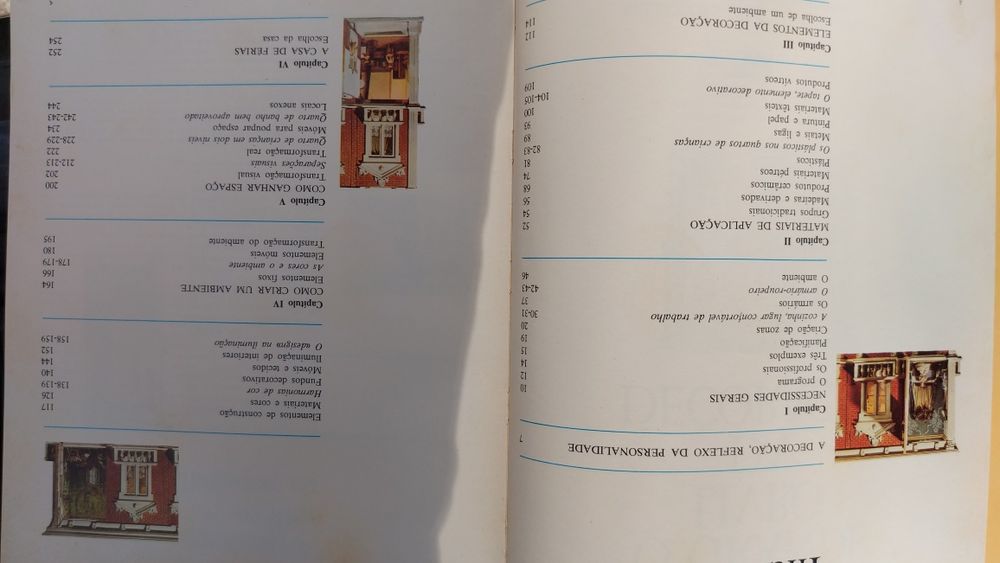 A DECORAÇÃO, REFLEXO DA PERSONALIDADE 7
Capítulo I
NECESSIDADES GERAIS 10
O programa 12
Os profissionais 14
Três exemplos 15
Planificação 19
Criação de zonas 20
A cozinha, lugar confortável de trabalho 30-31
Os armários 37
O armário-roupeiro 42-43
O ambiente 46
Capítulo II
MATERIAIS DE APLICAÇÃO 52
Grupos tradicionais 54
Madeiras e derivados 56
Produtos cerâmicos 68
Materiais pétreos 74
Plásticos 81
Os plásticos nos quartos de crianças 82-83
Metais e ligas 89
Pintura e papel 93
Materiais têxteis 100
O tapete, elemento decorativo 104-105
Produtos vítreos 109
Capítulo III
ELEMENTOS DA DECORAÇÃO 112
Escolha de um ambiente 114
Elementos de construção 117
Materiais e cores 126
Harmonias de cor 138-139
Fundos decorativos 140
Móveis e tecidos 144
Iluminação de interiores 152
O «design» na iluminação 158-159
Capítulo IV
COMO CRIAR UM AMBIENTE 164
Elementos fixos 166
As cores e o ambiente 178-179
Elementos móveis 180
Transformação do ambiente 195
Capítulo V
COMO GANHAR ESPAÇO 200
Transformação visual 202
Separações visuais 212-213
Transformação real 222
Quarto de crianças em dois níveis 228-229
Móveis para poupar espaço 234
Quarto de banho bem aproveitado 242-243
Locais anexos 244
Capítulo VI
A CASA DE FÉRIAS 252
Escolha da casa 254